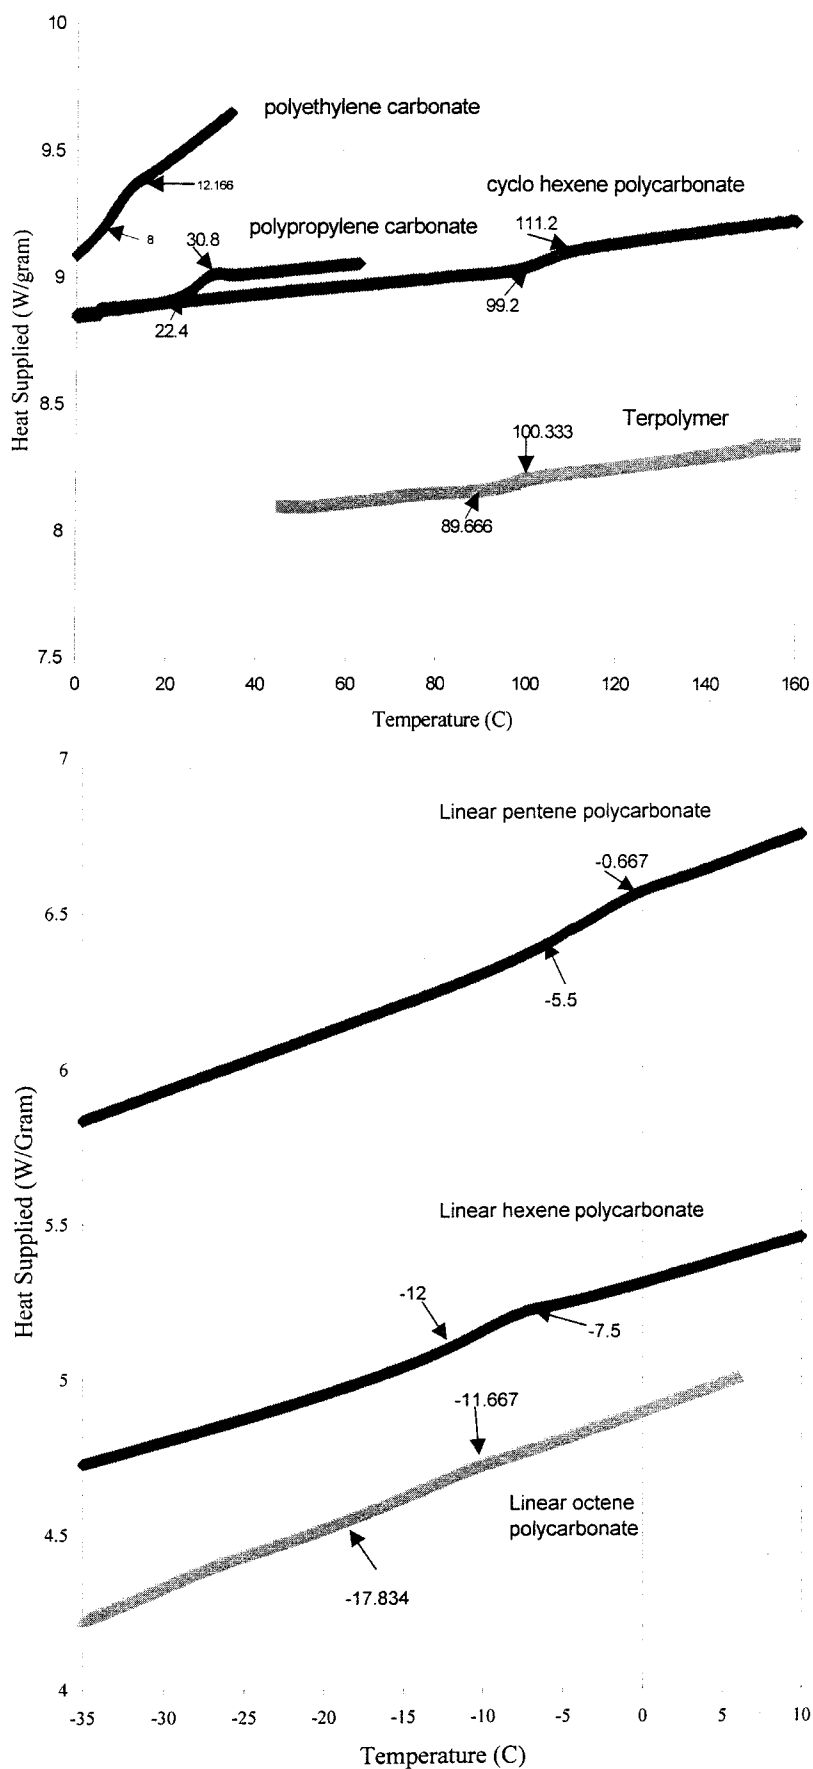 10
polyethylene carbonate
9.5
12.166
cyclo hexene polycarbonate
8
polypropylene carbonate
30.8
111.2
9
22.4
99.2
Heat Supplied (W/gram)
8.5
Terpolymer
100.333
8
89.666
7.5
0 20 40 60 80 100 120 140 160
Temperature (C)
7
Linear pentene polycarbonate
-0.667
6.5
-5.5
6
Heat Supplied (W/Gram)
5.5
Linear hexene polycarbonate
-12
-7.5
5
-11.667
Linear octene
polycarbonate
4.5
-17.834
4
-35 -30 -25 -20 -15 -10 -5 0 5 10
Temperature (C)